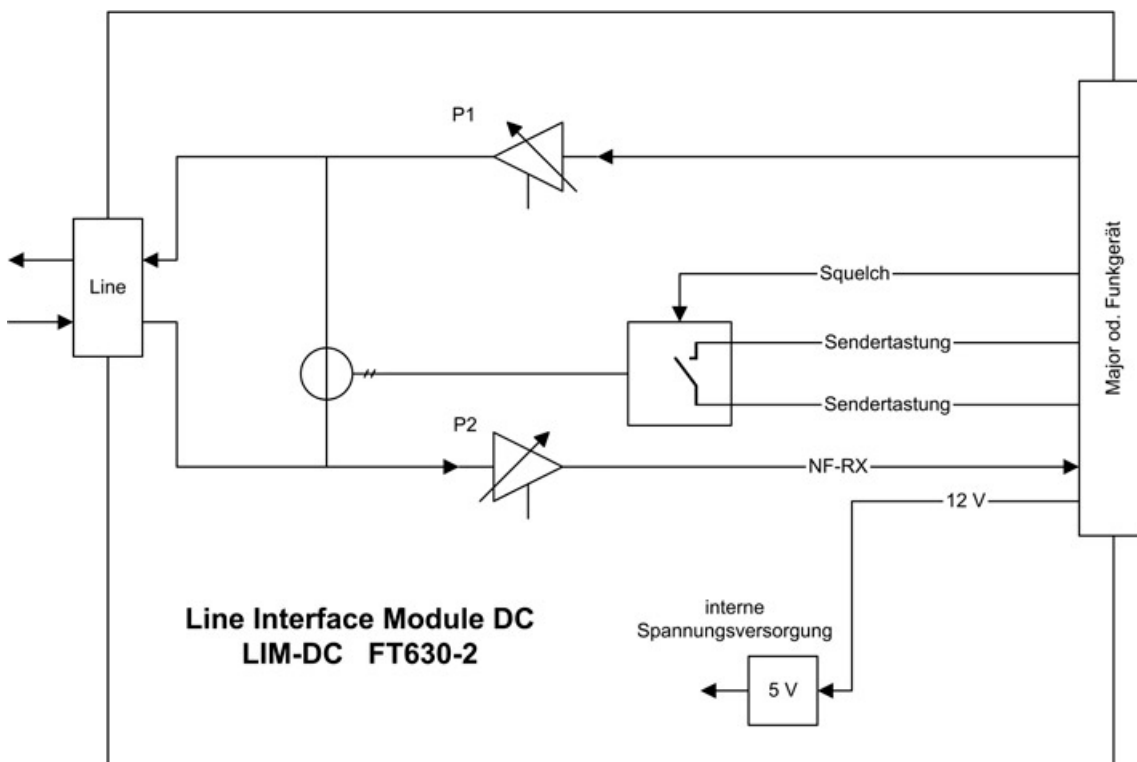 P1
Line
Squelch
Sendertastung
Sendertastung
Major od. Funkgerät
P2
NF-RX
12 V
Line Interface Module DC
LIM-DC FT630-2
interne
Spannungsversorgung
5 V